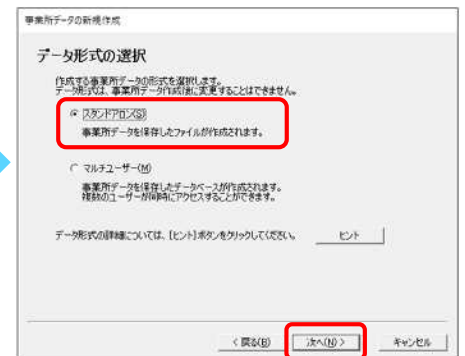 事業所データの新規作成
データ形式の選択
作成する事業所データの形式を選択します。
データ形式は、事業所データ作成後に変更することはできません。
スタンドアロン(S)
事業所データを保存したファイルが作成されます。
マルチユーザー(M)
事業所データを保存したデータベースが作成されます。
複数のユーザーが同時にアクセスすることができます。
データ形式の詳細については、[ヒント]ボタンをクリックしてください。 ヒント
< 戻る(B) 次へ(N) > キャンセル